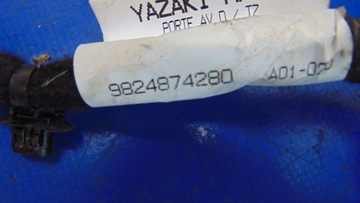 YAZAKI
PORTE AV D / TZ
9824874280 A01-00